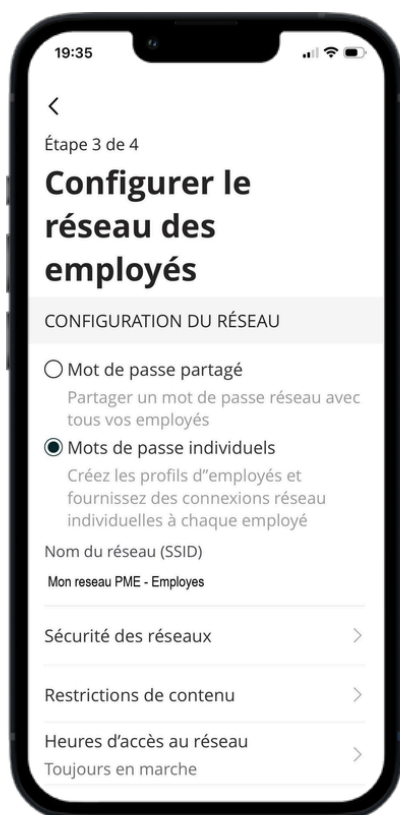 19:35
Étape 3 de 4
Configurer le
réseau des
employés
CONFIGURATION DU RÉSEAU
Mot de passe partagé
Partager un mot de passe réseau avec
tous vos employés
Mots de passe individuels
Créez les profils d"employés et
fournissez des connexions réseau
individuelles à chaque employé
Nom du réseau (SSID)
Mon reseau PME - Employes
Sécurité des réseaux
Restrictions de contenu
Heures d’accès au réseau
Toujours en marche